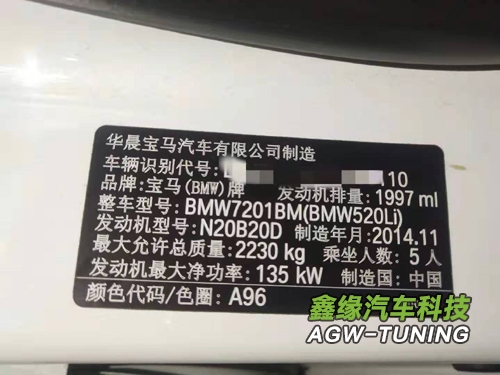 华晨宝马汽车有限公司制造
车辆识别代号: 10
品牌: 宝马(BMW)牌 发动机排量: 1997 ml
整车型号: BMW7201BM(BMW520Li)
发动机型号: N20B20D 制造年月: 2014.11
最大允许总质量: 2230 kg 乘坐人数: 5 人
发动机最大净功率: 135 kW 制造国: 中国
颜色代码/色圈: A96
鑫缘汽车科技
AGW-TUNING